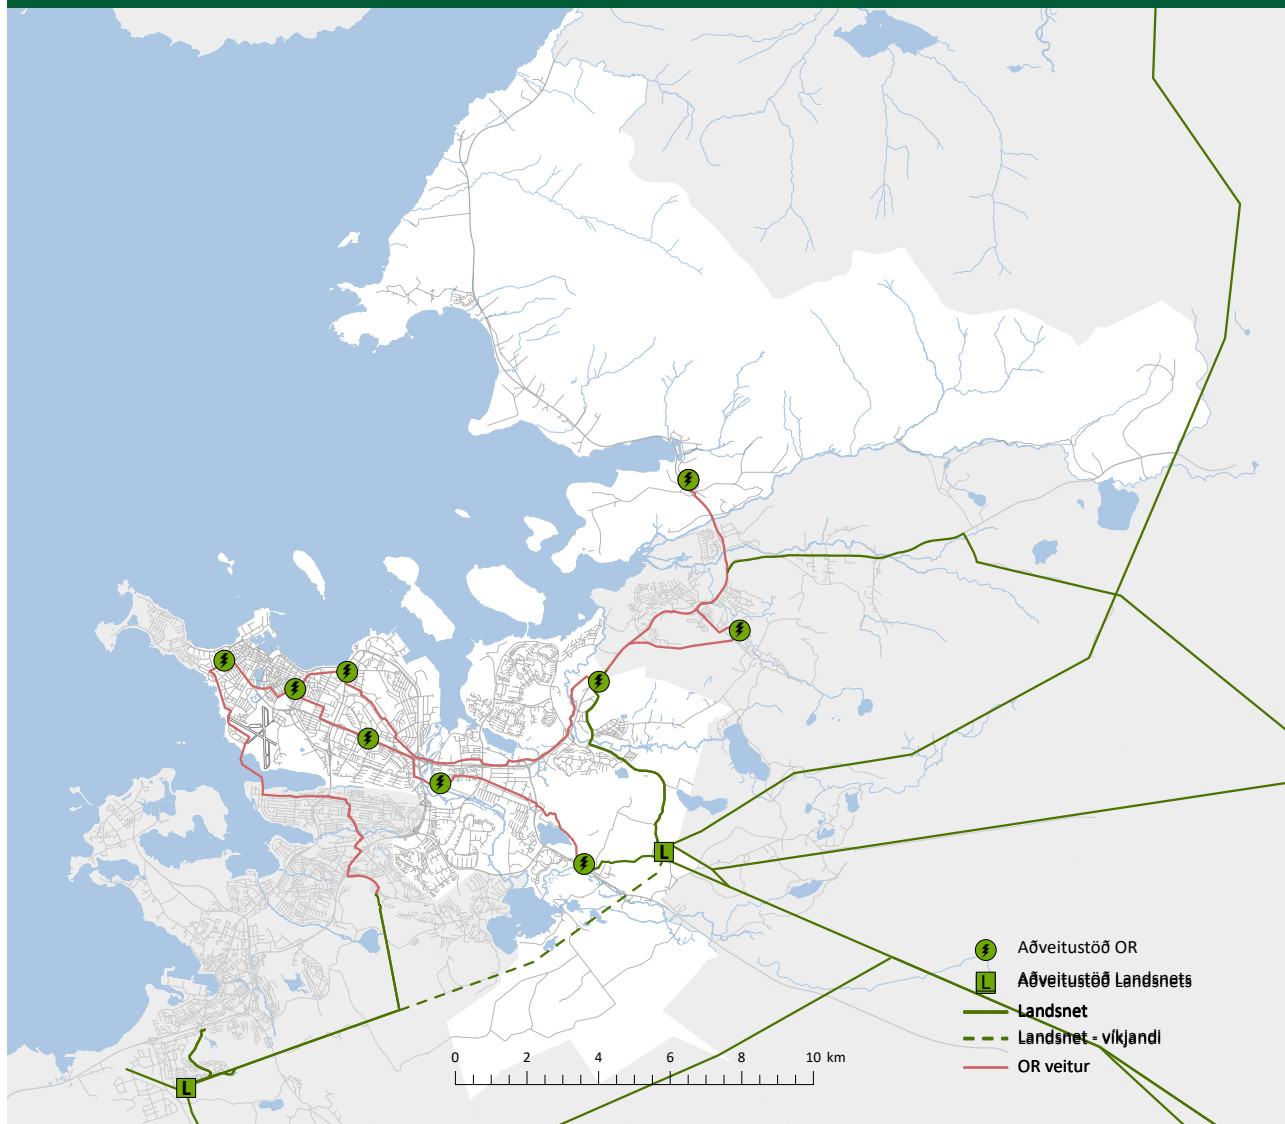 L
L
Aðveitustöð OR
L
Aðveitustöð Landsnets
Landsnet
Landsnet - víkjandi
OR veitur
0 2 4 6 8 10 km